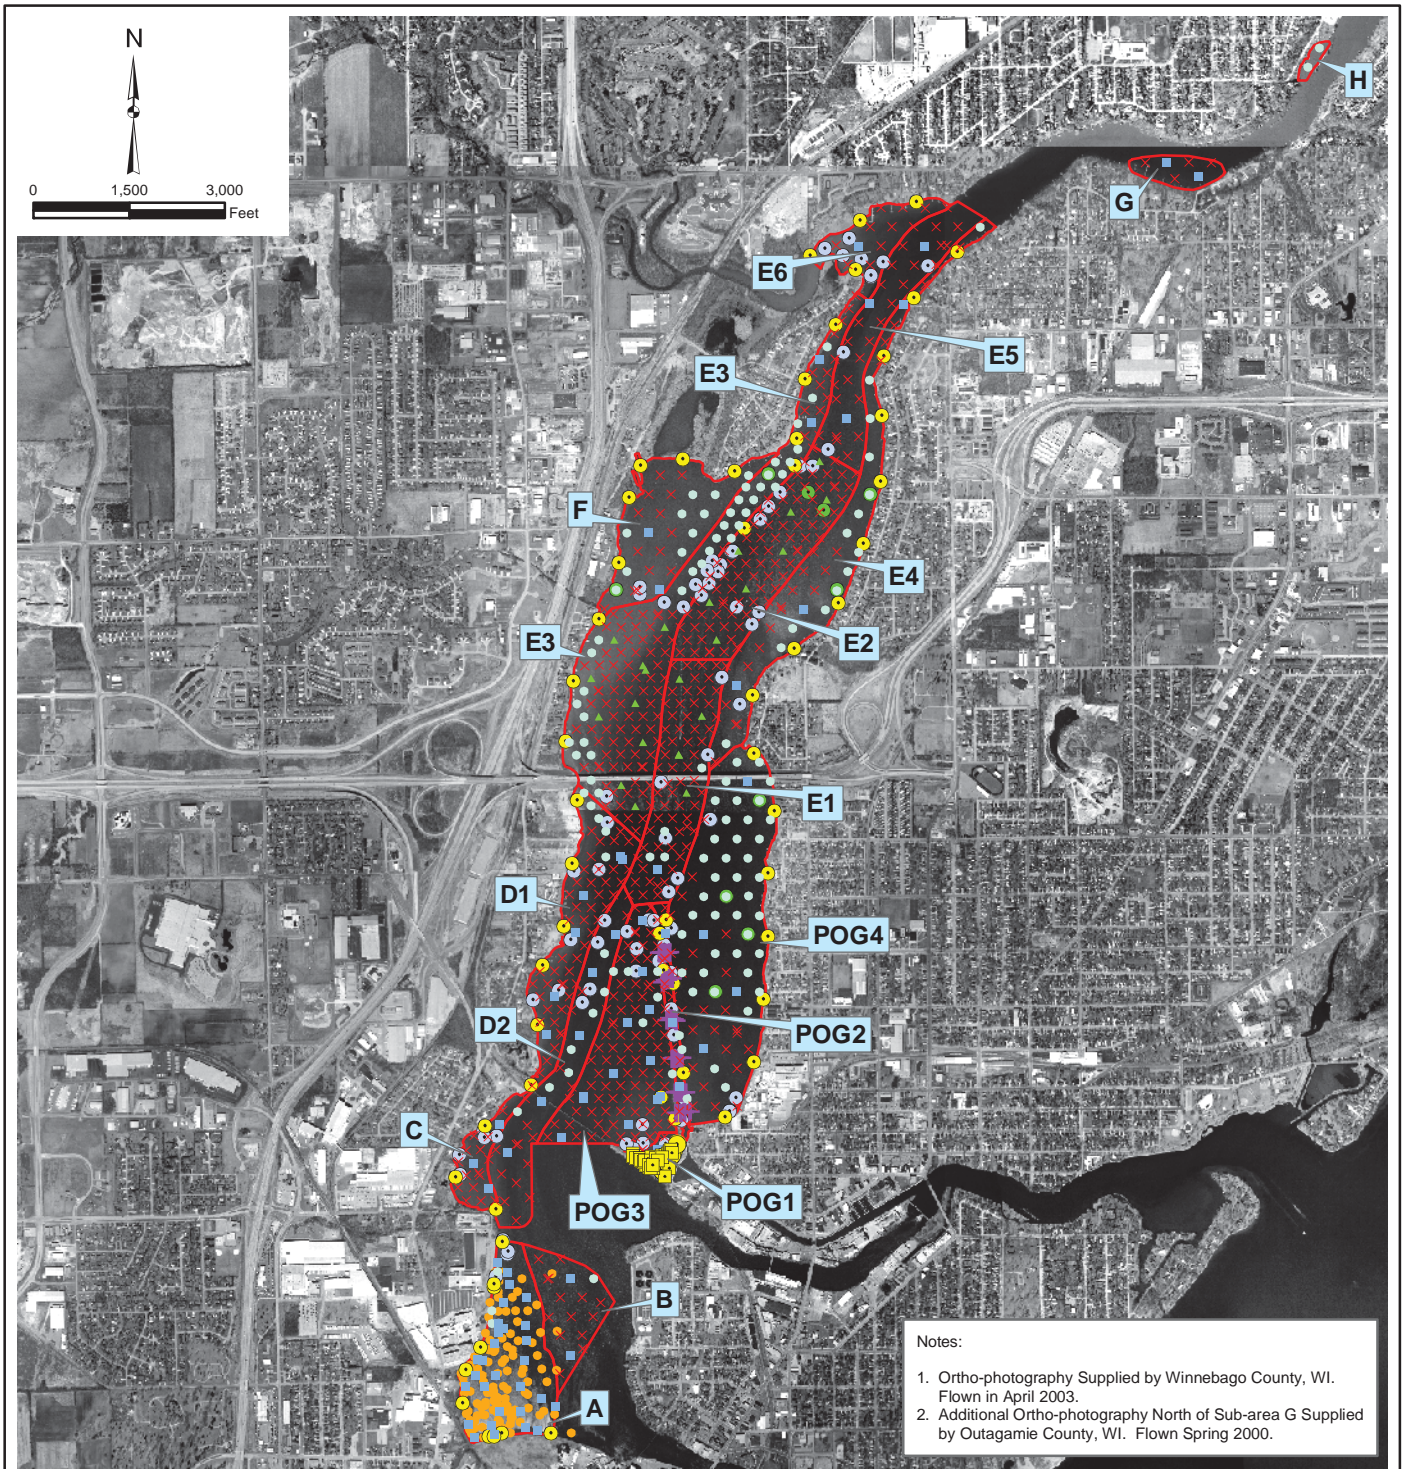 N
0 1,500 3,000
Feet
H
G
E6
E5
E3
F
E4
E3
E2
E1
D1
POG4
POG2
D2
C
POG3
POG1
B
A
Notes:
1. Ortho-photography Supplied by Winnebago County, WI.
Flown in April 2003.
2. Additional Ortho-photography North of Sub-area G Supplied
by Outagamie County, WI. Flown Spring 2000.